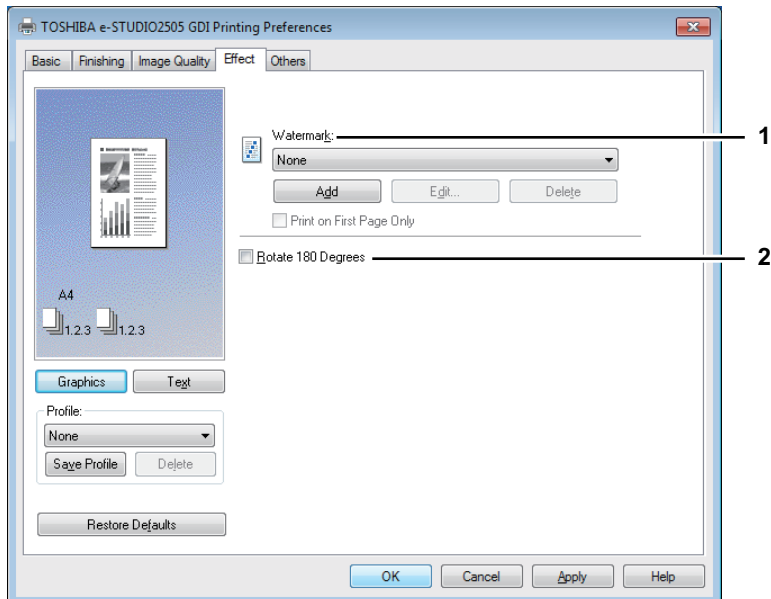 TOSHIBA e-STUDIO2505 GDI Printing Preferences
Basic Finishing Image Quality Effect Others
Watermark: 1
None
Add Edit... Delete
Print on First Page Only
Rotate 180 Degrees 2
A4
1.2.3 1.2.3
Graphics Text
Profile:
None
Save Profile Delete
Restore Defaults
OK Cancel Apply Help